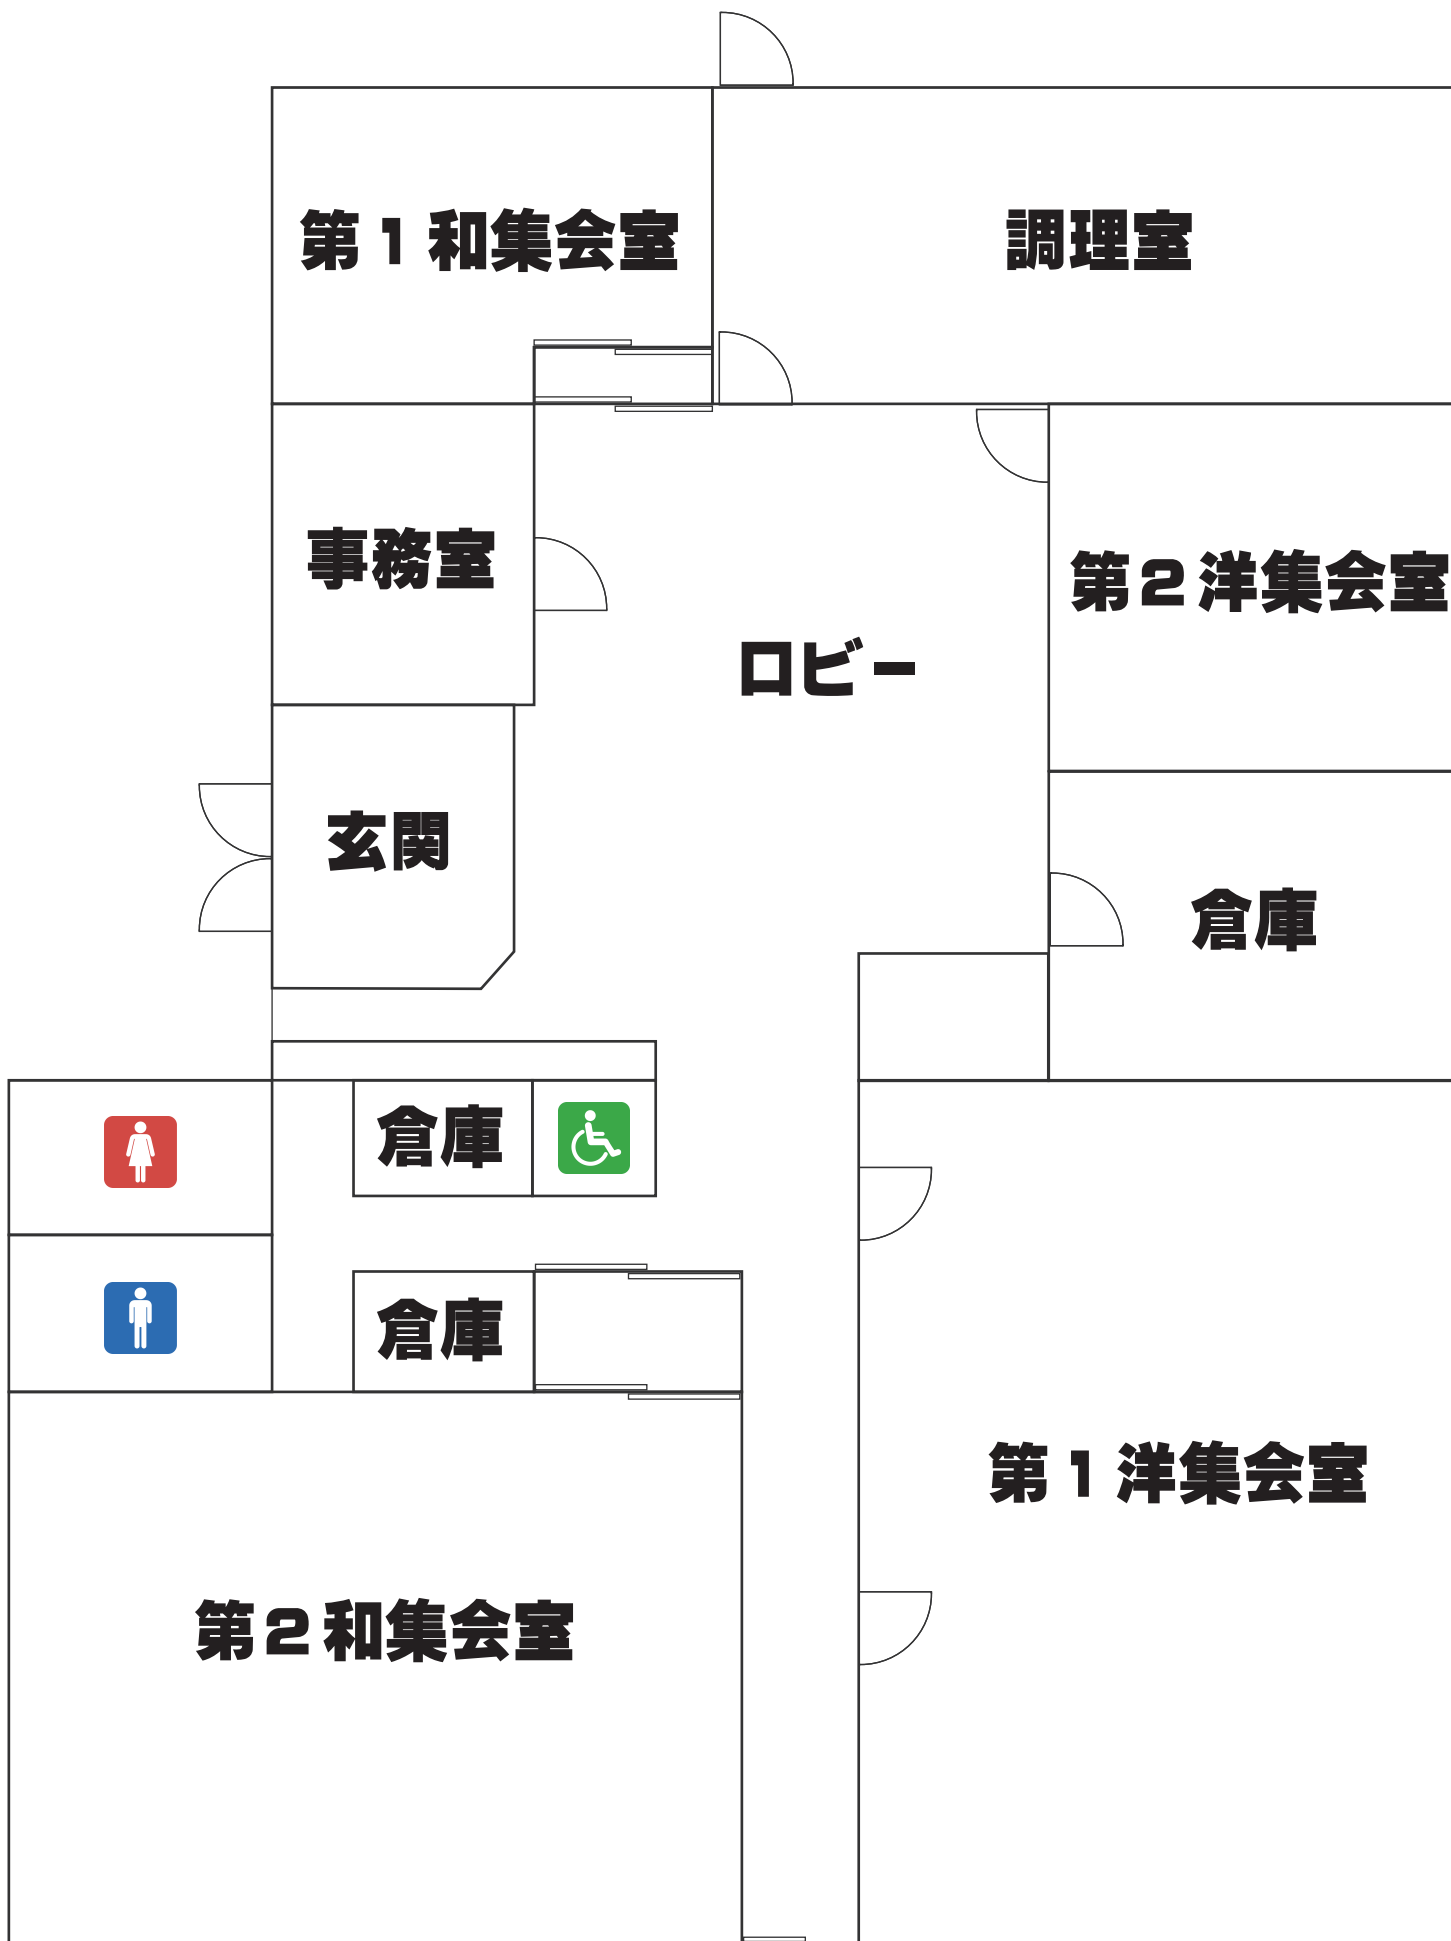 第1和集会室
調理室
事務室
第2洋集会室
ロビー
玄関
倉庫
倉庫
倉庫
第1洋集会室
第2和集会室